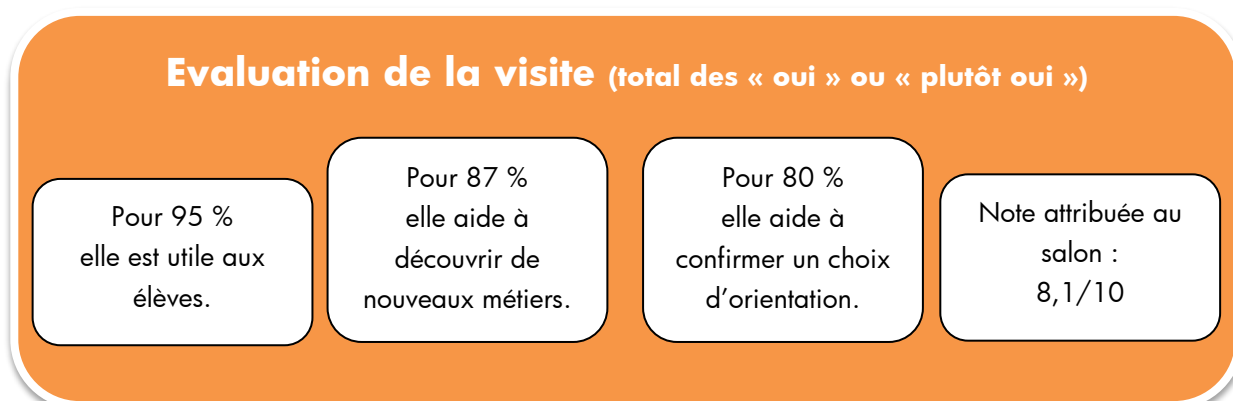 Evaluation de la visite (total des « oui » ou « plutôt oui »)
Pour 95 %
elle est utile aux
élèves.
Pour 87 %
elle aide à
découvrir de
nouveaux métiers.
Pour 80 %
elle aide à
confirmer un choix
d’orientation.
Note attribuée au
salon :
8,1/10